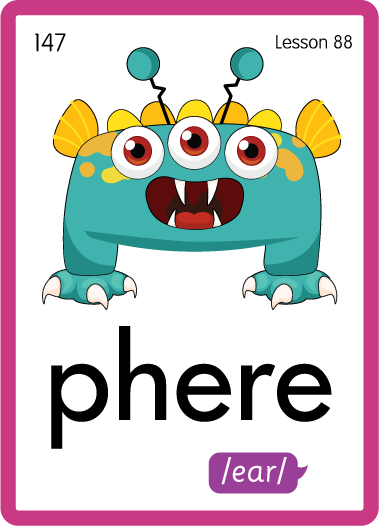 147
Lesson 88
phere
/ear/